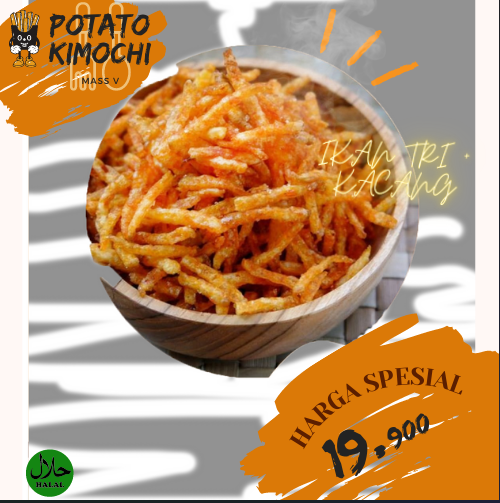 POTATO
KIMOCHI
MASS V
IKAN TRI
KACANG
HARGA SPESIAL
19.900
حلال
HALAL